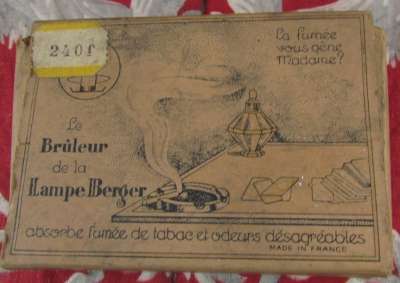 240f
La fumée
vous gêne
Madame?
Le
Brûleur
de la
Lampe Berger
absorbe fumée de tabac et odeurs désagréables
MADE IN FRANCE